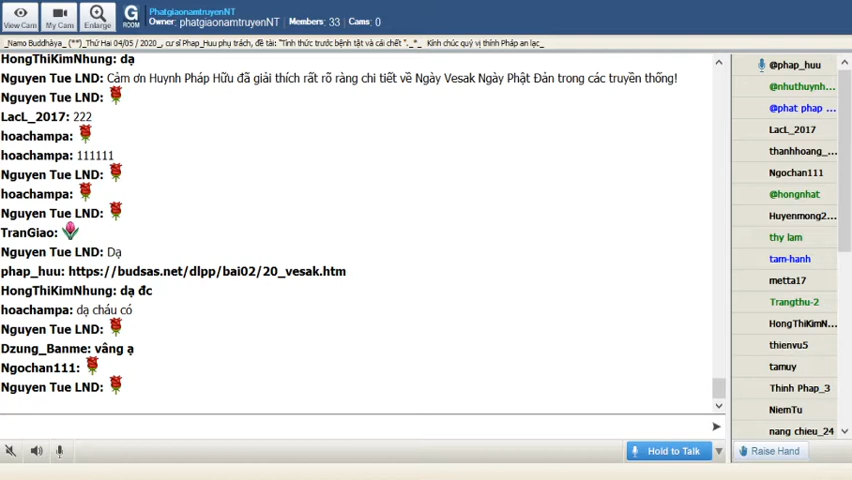 View Cam
My Cam
Enlarge
G
ROOM
PhatgiaonamtruyenNT
Owner: phatgiaonamtruyenNT Members: 33 Cams: 0
_Namo Buddhàya_ (**)_Thứ Hai 04/05 / 2020_, cư sĩ Phap_Huu phụ trách, đề tài: "Tỉnh thức trước bệnh tật và cái chết "._*_ Kính chúc quý vị thính Pháp an lạc_
HongThiKimNhung: dạ
Nguyen Tue LND: Cảm ơn Huynh Pháp Hữu đã giải thích rất rõ ràng chi tiết về Ngày Vesak Ngày Phật Đản trong các truyền thống!
Nguyen Tue LND:
LacL_2017: 222
hoachampa:
hoachampa: 111111
Nguyen Tue LND:
hoachampa:
Nguyen Tue LND:
TranGiao:
Nguyen Tue LND: Dạ
phap_huu: https://budsas.net/dlpp/bai02/20_vesak.htm
HongThiKimNhung: dạ đc
hoachampa: dạ cháu có
Nguyen Tue LND:
Dzung_Banme: vâng ạ
Ngochan111:
Nguyen Tue LND:
Hold to Talk
@phap_huu
@nhuthuynh...
@phat phap ...
LacL_2017
thanhhoang_...
Ngochan111
@hongnhat
Huyenmong2...
thy lam
tam-hanh
metta17
Trangthu-2
HongThiKimN...
thienvu5
tamuy
Thinh Phap_3
NiemTu
nang chieu_24
Raise Hand